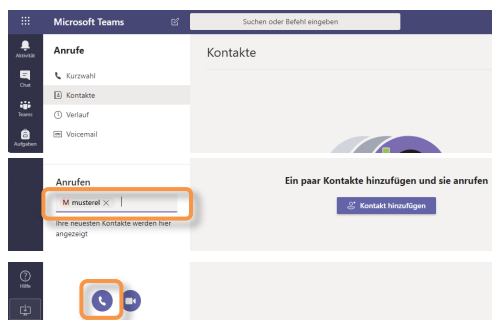 Microsoft Teams
Suchen oder Befehl eingeben
Aktivität
Anrufe
Kontakte
Chat
Kurzwahl
Kontakte
Teams
Verlauf
Aufgaben
Voicemail
Anrufen
Ein paar Kontakte hinzufügen und sie anrufen
M musterel ×
Kontakt hinzufügen
Ihre neuesten Kontakte werden hier
angezeigt
Hilfe